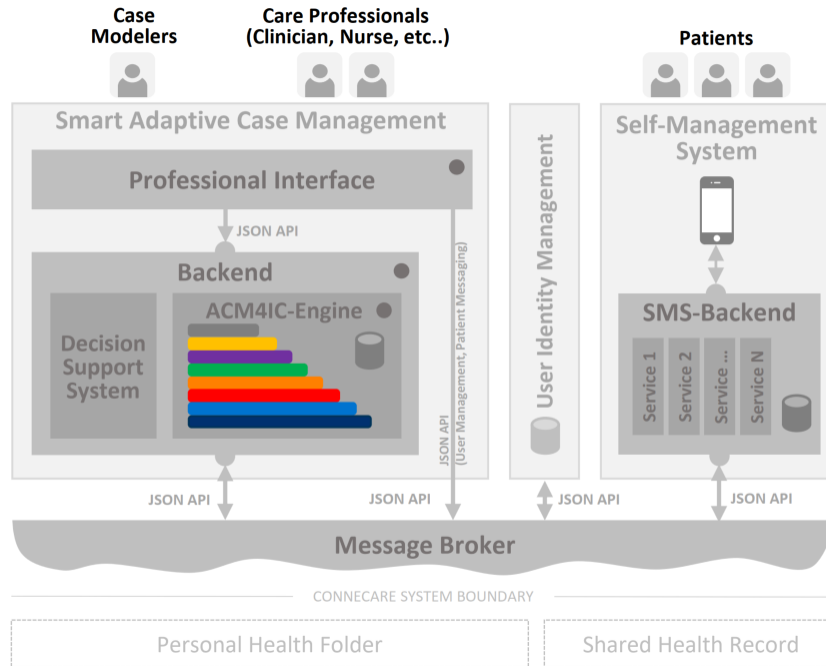 Case
Modelers
Care Professionals
(Clinician, Nurse, etc..)
Patients
Smart Adaptive Case Management
Professional Interface
JSON API
Backend
Decision
Support
System
ACM4IC-Engine
JSON API
(User Management, Patient Messaging)
User Identity Management
Self-Management
System
SMS-Backend
Service 1
Service 2
Service ...
Service N
JSON API
JSON API
JSON API
JSON API
Message Broker
CONNECARE SYSTEM BOUNDARY
Personal Health Folder
Shared Health Record